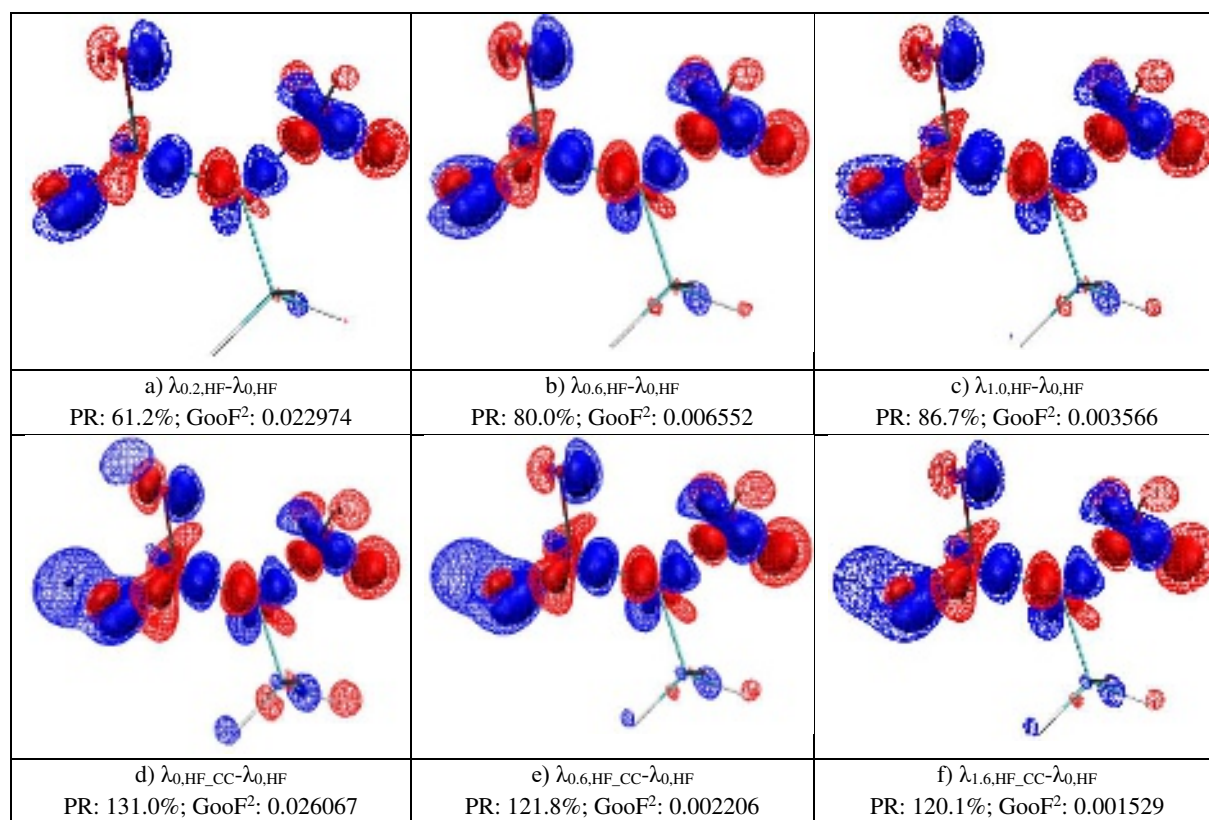 a) λ0.2,HF-λ0,HF
PR: 61.2%; GooF²: 0.022974
b) λ0.6,HF-λ0,HF
PR: 80.0%; GooF²: 0.006552
c) λ1.0,HF-λ0,HF
PR: 86.7%; GooF²: 0.003566
d) λ0,HF_CC-λ0,HF
PR: 131.0%; GooF²: 0.026067
e) λ0.6,HF_CC-λ0,HF
PR: 121.8%; GooF²: 0.002206
f) λ1.6,HF_CC-λ0,HF
PR: 120.1%; GooF²: 0.001529